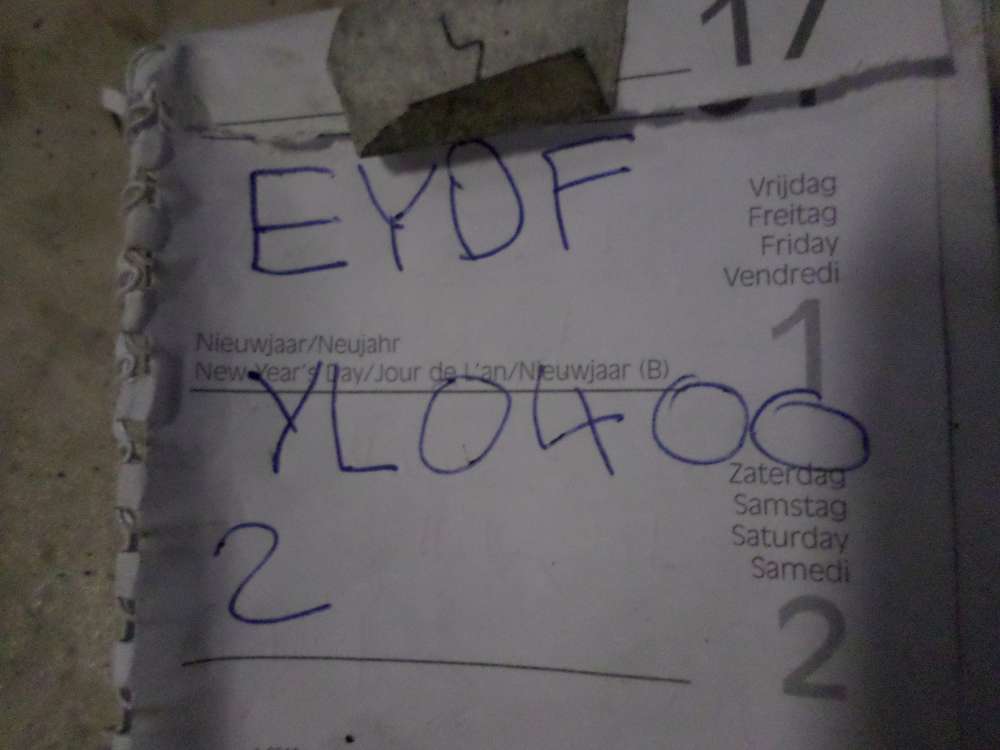 17
EYDF
Vrijdag
Freitag
Friday
Vendredi
1
Nieuwjaar/Neujahr
New Year's Day/Jour de L'an/Nieuwjaar (B)
YL0400
Zaterdag
Samstag
Saturday
Samedi
2
2